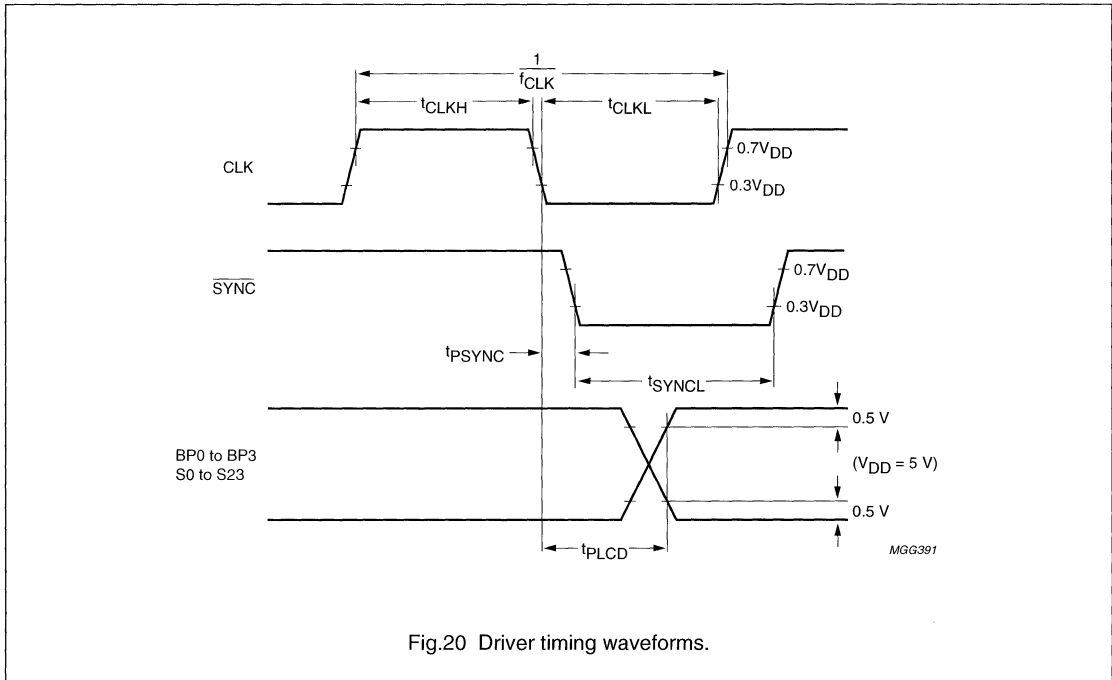 1
fCLK
tCLKH
tCLKL
CLK
0.7VDD
0.3VDD
SYNC
0.7VDD
0.3VDD
tPSYNC
tSYNCL
BP0 to BP3
S0 to S23
0.5 V
(VDD = 5 V)
0.5 V
tPLCD
MGG391
Fig.20 Driver timing waveforms.